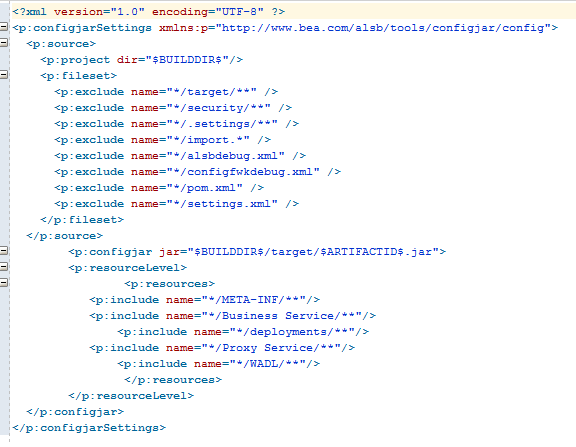 <?xml version="1.0" encoding="UTF-8" ?>
<p:configjarSettings xmlns:p="http://www.bea.com/alsb/tools/configjar/config">
  <p:source>
    <p:project dir="$BUILDDIR$"/>
    <p:fileset>
      <p:exclude name="*/target/**" />
      <p:exclude name="*/security/**" />
      <p:exclude name="*/.settings/**" />
      <p:exclude name="*/import.*" />
      <p:exclude name="*/alsbdebug.xml" />
      <p:exclude name="*/configfwkdebug.xml" />
      <p:exclude name="*/pom.xml" />
      <p:exclude name="*/settings.xml" />
    </p:fileset>
  </p:source>
        <p:configjar jar="$BUILDDIR$/target/$ARTIFACTID$.jar">
        <p:resourceLevel>
                <p:resources>
           <p:include name="*/META-INF/**"/>
           <p:include name="*/Business Service/**"/>
               <p:include name="*/deployments/**"/>
           <p:include name="*/Proxy Service/**"/>
               <p:include name="*/WADL/**"/>
                </p:resources>
        </p:resourceLevel>
  </p:configjar>
</p:configjarSettings>